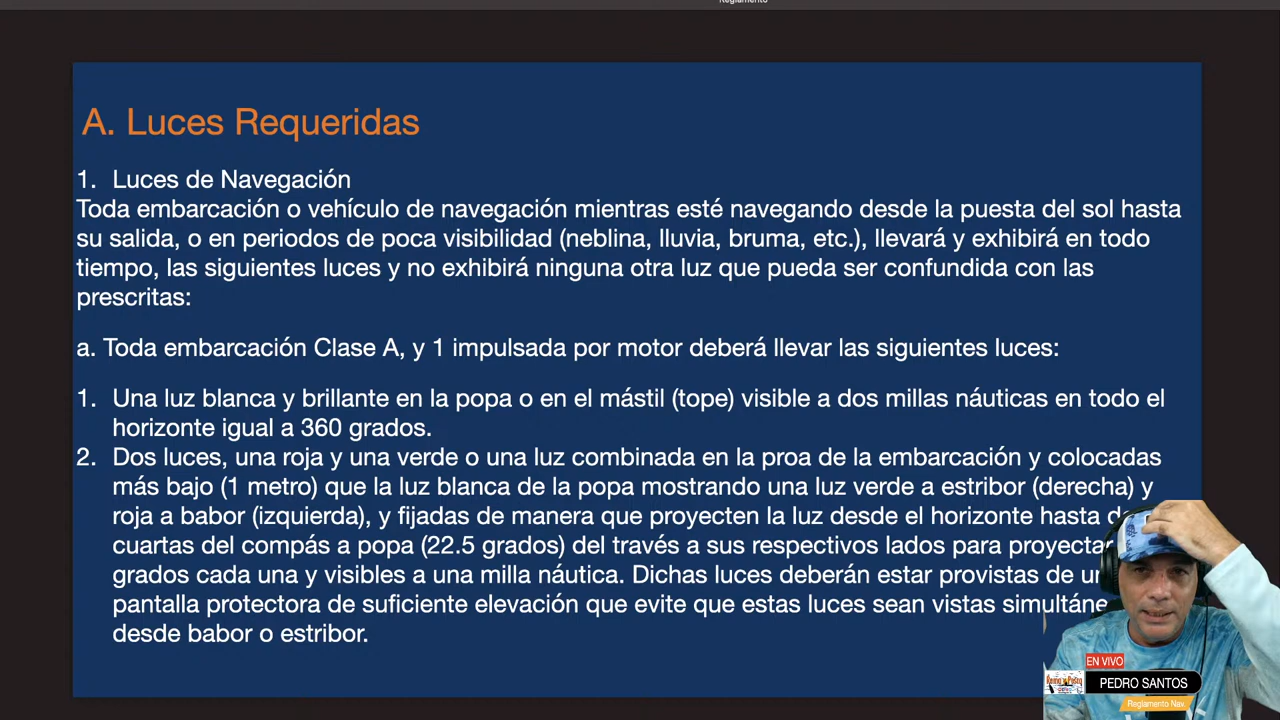 Reglamento
A. Luces Requeridas
1. Luces de Navegación
Toda embarcación o vehículo de navegación mientras esté navegando desde la puesta del sol hasta
su salida, o en periodos de poca visibilidad (neblina, lluvia, bruma, etc.), llevará y exhibirá en todo
tiempo, las siguientes luces y no exhibirá ninguna otra luz que pueda ser confundida con las
prescritas:
a. Toda embarcación Clase A, y 1 impulsada por motor deberá llevar las siguientes luces:
1. Una luz blanca y brillante en la popa o en el mástil (tope) visible a dos millas náuticas en todo el
horizonte igual a 360 grados.
2. Dos luces, una roja y una verde o una luz combinada en la proa de la embarcación y colocadas
más bajo (1 metro) que la luz blanca de la popa mostrando una luz verde a estribor (derecha) y
roja a babor (izquierda), y fijadas de manera que proyecten la luz desde el horizonte hasta
cuartas del compás a popa (22.5 grados) del través a sus respectivos lados para
grados cada una y visibles a una milla náutica. Dichas luces deberán estar provistas de
pantalla protectora de suficiente elevación que evite que estas luces sean vistas
desde babor o estribor.
EN VIVO
PEDRO SANTOS
Reglamento Nav.